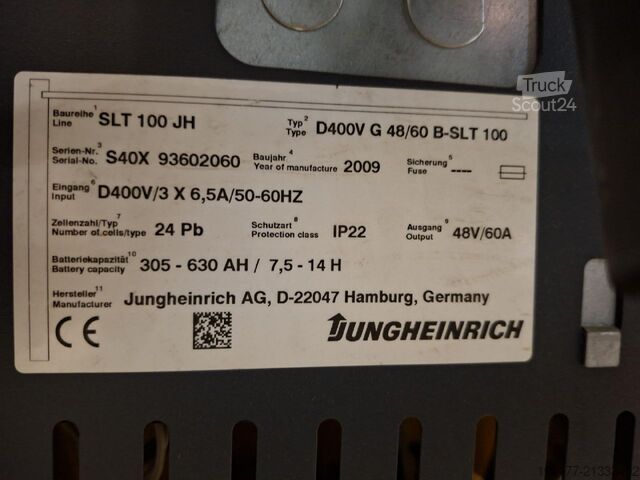 Truck
Scout24
Baureihe 1 SLT 100 JH Typ 2 D400V G 48/60 B-SLT 100
Line Type
Serien-Nr. 3 S40X 93602060 Baujahr 4 2009 Sicherung 5 ----
Serial-No. Year of manufacture Fuse
Eingang 6 D400V/3 X 6,5A/50-60HZ
Input
Zellenzahl/Typ 7 24 Pb Schutzart 8 IP22 Ausgang 9 48V/60A
Number of cells/type Protection class Output
Batteriekapazität 10 305 - 630 AH / 7,5 - 14 H
Battery capacity
Hersteller 11 Jungheinrich AG, D-22047 Hamburg, Germany
Manufacturer
CE JUNGHEINRICH